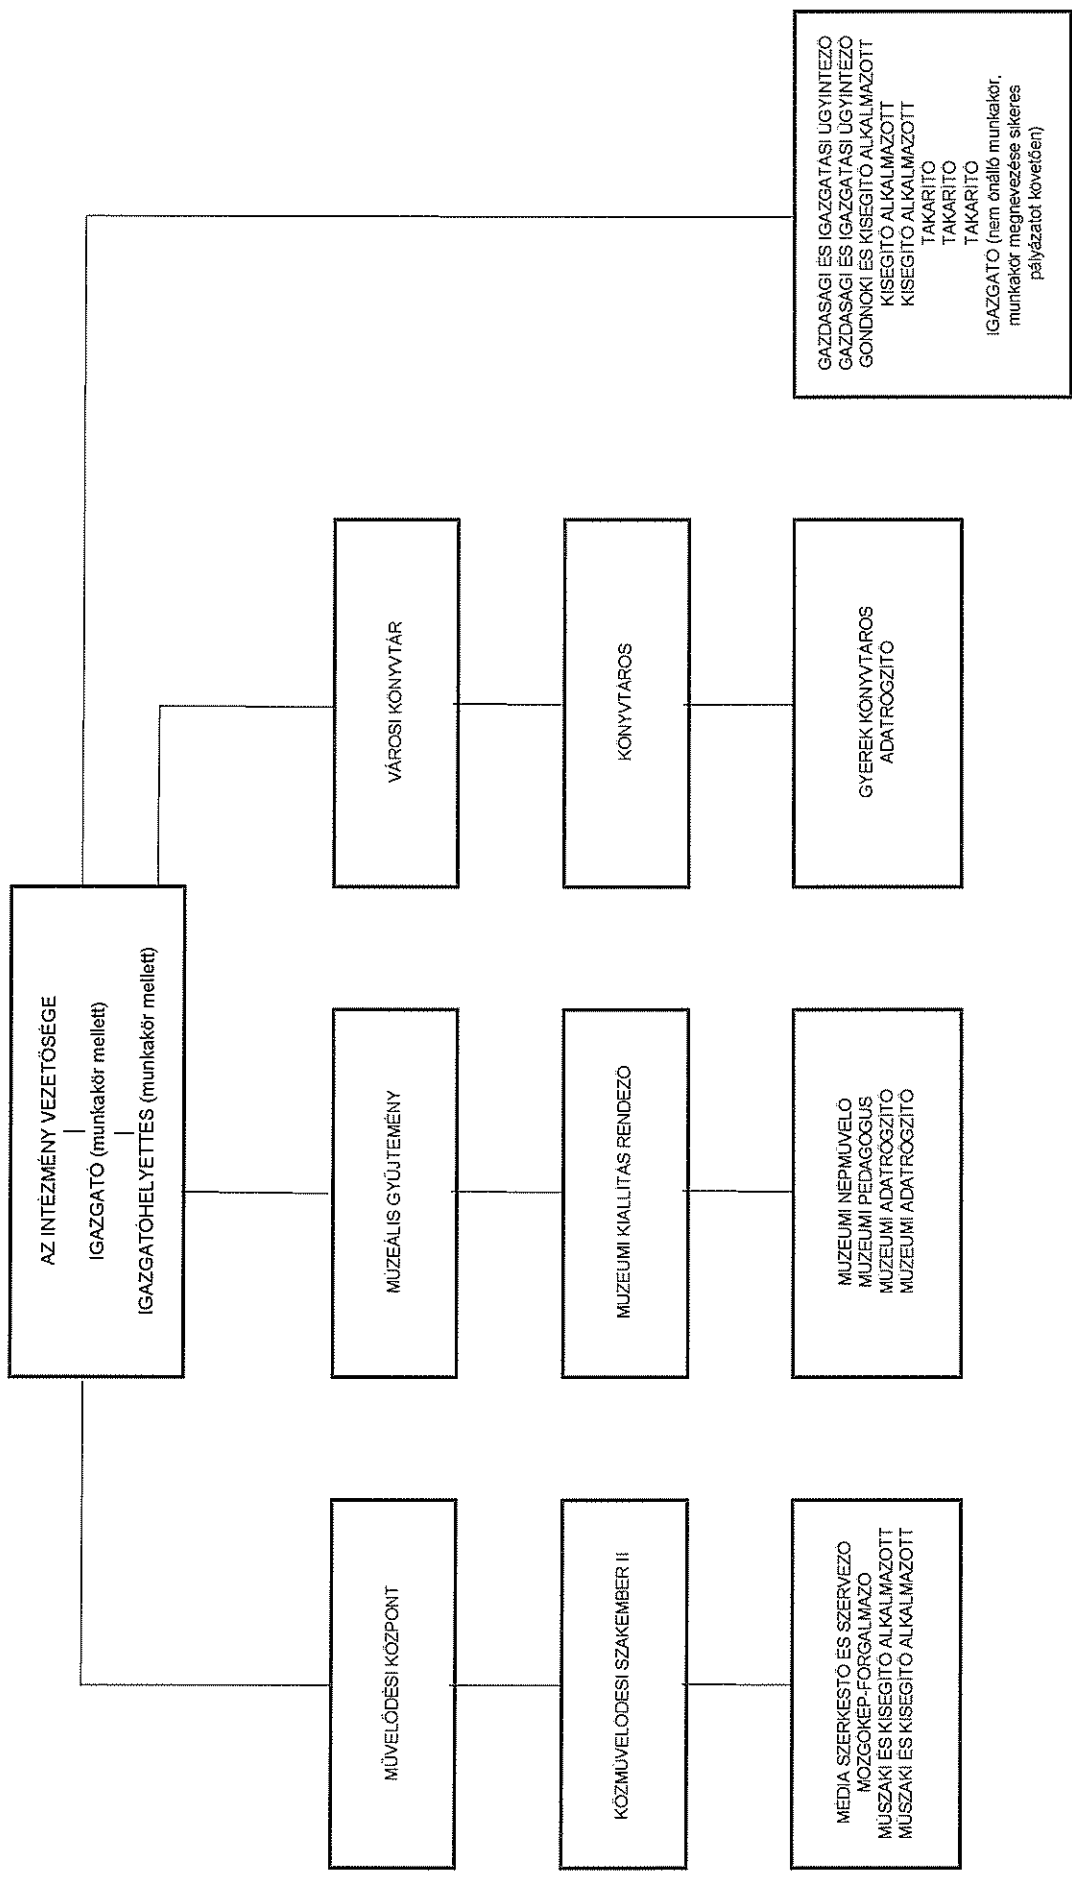 AZ INTÉZMÉNY VEZETŐSÉGE
IGAZGATÓ (munkakör mellett)
IGAZGATÓHELYETTES (munkakör mellett)
MŰVELŐDÉSI KÖZPONT
MÚZEÁLIS GYŰJTEMÉNY
VÁROSI KÖNYVTÁR
KÖZMŰVELŐDÉSI SZAKEMBER II
MÚZEUMI KIÁLLÍTÁS RENDEZŐ
KÖNYVTÁROS
MÉDIA SZERKESTŐ ÉS SZERVEZŐ
MOZGÓKÉP-FORGALMAZÓ
MŰSZAKI ÉS KISEGÍTŐ ALKALMAZOTT
MŰSZAKI ÉS KISEGÍTŐ ALKALMAZOTT
MÚZEUMI NÉPMŰVELŐ
MÚZEUMI PEDAGÓGUS
MÚZEUMI ADATRÖGZÍTŐ
MÚZEUMI ADATRÖGZÍTŐ
GYEREK KÖNYVTÁROS
ADATRÖGZÍTŐ
GAZDASÁGI ÉS IGAZGATÁSI ÜGYINTÉZŐ
GAZDASÁGI ÉS IGAZGATÁSI ÜGYINTÉZŐ
GONDNOKI ÉS KISEGÍTŐ ALKALMAZOTT
KISEGÍTŐ ALKALMAZOTT
KISEGÍTŐ ALKALMAZOTT
TAKARÍTÓ
TAKARÍTÓ
TAKARÍTÓ
IGAZGATÓ (nem önálló munkakör,
munkakör megnevezése sikeres
pályázatot követően)